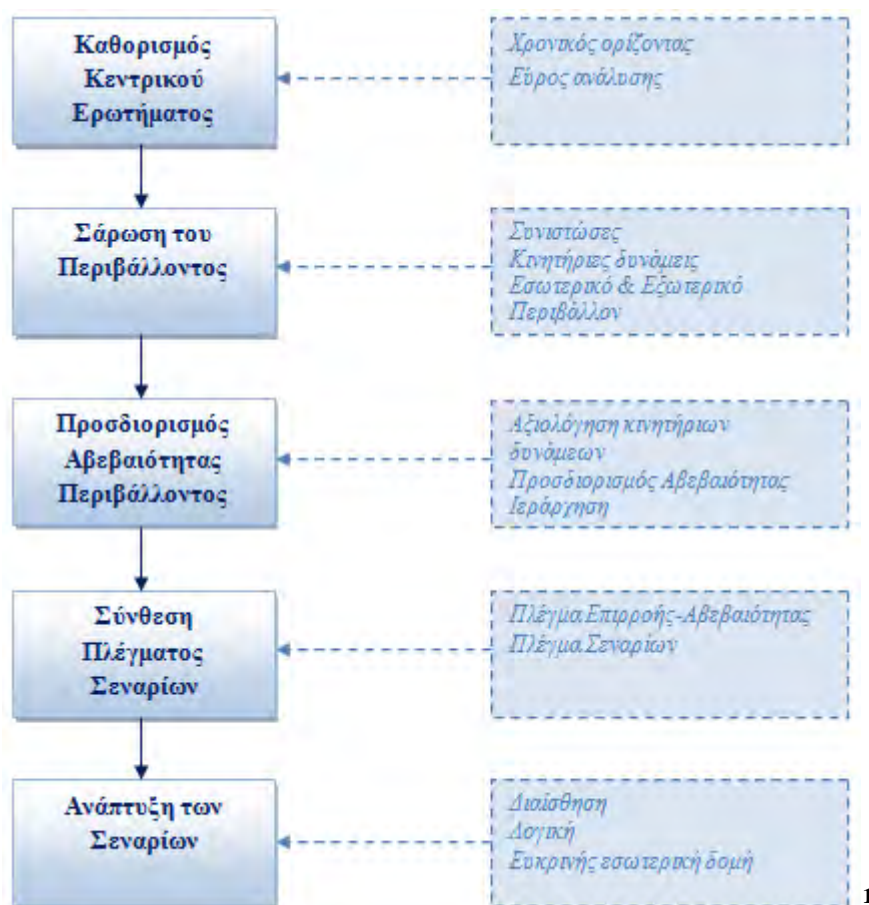 Καθορισμός
Κεντρικού
Ερωτήματος
Χρονικός ορίζοντας
Εύρος ανάλυσης
Σάρωση του
Περιβάλλοντος
Συνιστώσες
Κινητήριες δυνάμεις
Εσωτερικό & Εξωτερικό
Περιβάλλον
Προσδιορισμός
Αβεβαιότητας
Περιβάλλοντος
Αξιολόγηση κινητήριων
δυνάμεων
Προσδιορισμός Αβεβαιότητας
Ιεράρχηση
Σύνθεση
Πλέγματος
Σεναρίων
Πλέγμα Επιρροής-Αβεβαιότητας
Πλέγμα Σεναρίων
Ανάπτυξη των
Σεναρίων
Διαίσθηση
Λογική
Ευκρινής εσωτερική δομή
1